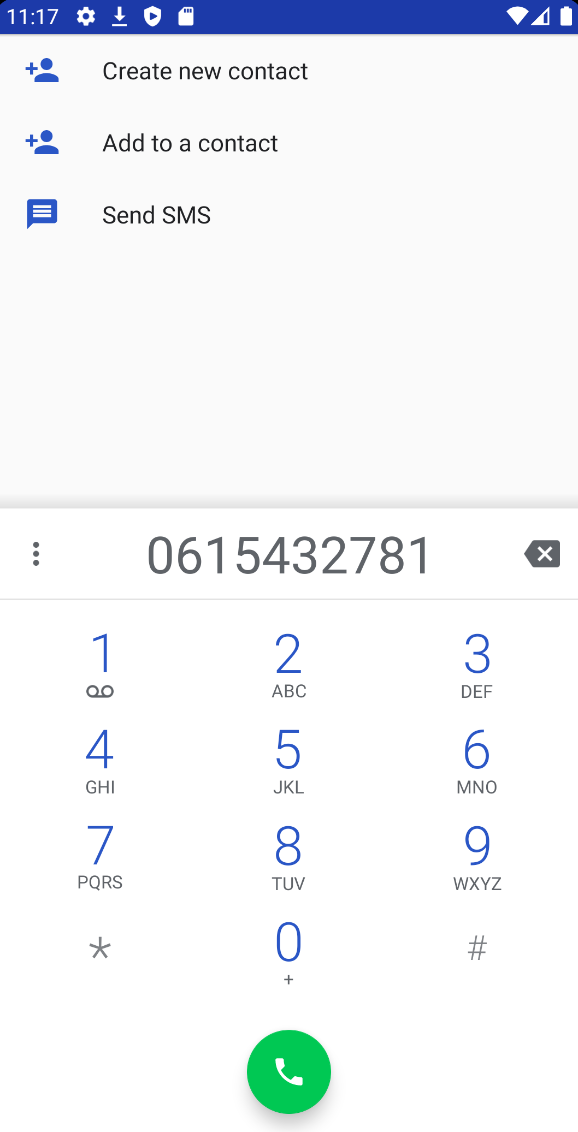 11:17
Create new contact
Add to a contact
Send SMS
0615432781
1 2 3
ABC DEF
4 5 6
GHI JKL MNO
7 8 9
PQRS TUV WXYZ
* 0 #
+